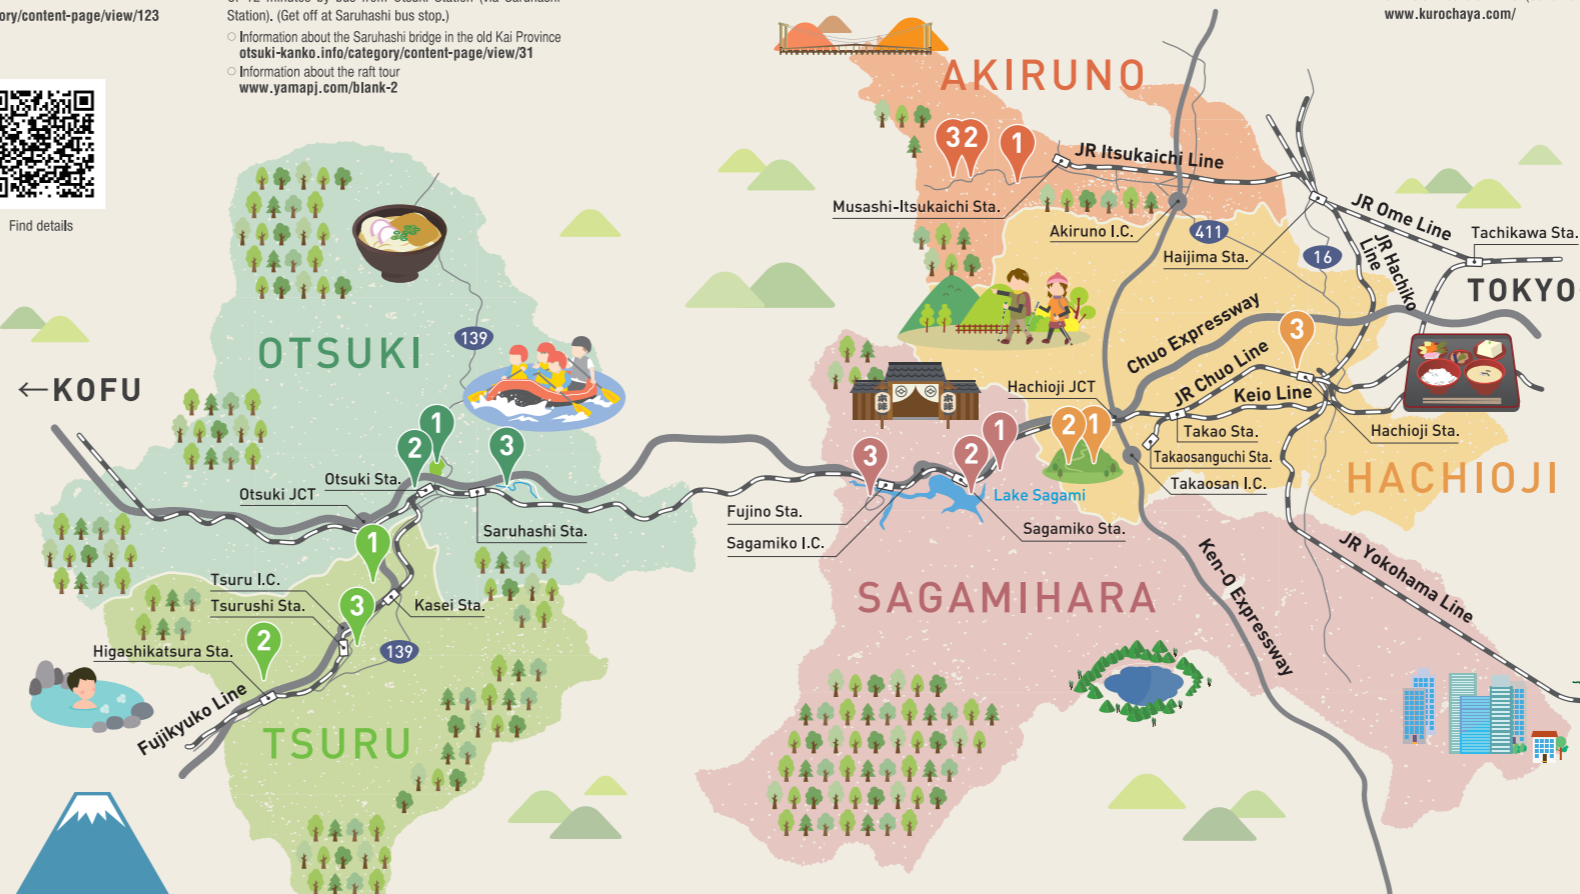 ory/content-page/view/123
Station). (Get off at Saruhashi bus stop.)
○ Information about the Saruhashi bridge in the old Kai Province
otsuki-kanko.info/category/content-page/view/31
○ Information about the raft tour
www.yamapj.com/blank-2
www.kurochaya.com/
Find details
AKIRUNO
3
2
1
JR Itsukaichi Line
Musashi-Itsukaichi Sta.
Akiruno I.C.
411
Haijima Sta.
16
JR Ome Line
JR Hachiko
Line
Tachikawa Sta.
TOKYO
OTSUKI
139
←KOFU
1
2
3
Otsuki Sta.
Otsuki JCT
Saruhashi Sta.
Chuo Expressway
3
Hachioji JCT
JR Chuo Line
Keio Line
2
1
Takao Sta.
Hachioji Sta.
Takaosanguchi Sta.
Takaosan I.C.
HACHIOJI
本陣
本陣
1
2
3
Lake Sagami
Fujino Sta.
Sagamiko I.C.
Sagamiko Sta.
SAGAMIHARA
Ken-O Expressway
JR Yokohama Line
1
Tsuru I.C.
Tsurushi Sta.
3
Kasei Sta.
2
Higashikatsura Sta.
139
Fujikyuko Line
TSURU